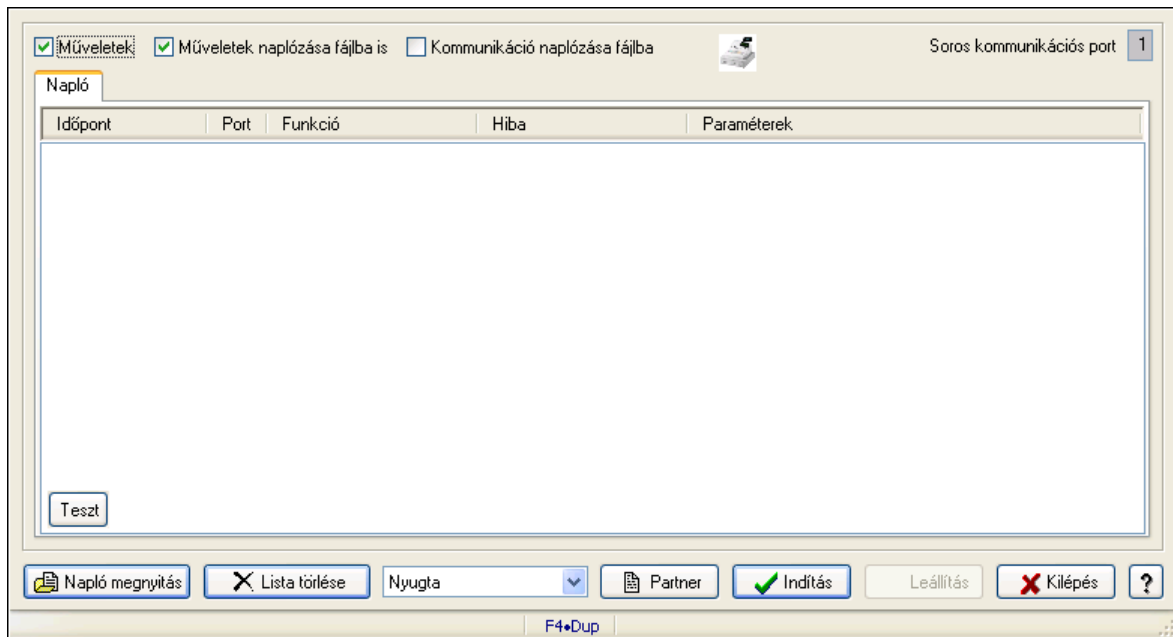 Műveletek Műveletek naplózása fájlba is Kommunikáció naplózása fájlba Soros kommunikációs port 1
Napló
Időpont Port Funkció Hiba Paraméterek
Teszt
Napló megnyitás Lista törlése Nyugta Partner Indítás Leállítás Kilépés ?
F4•Dup